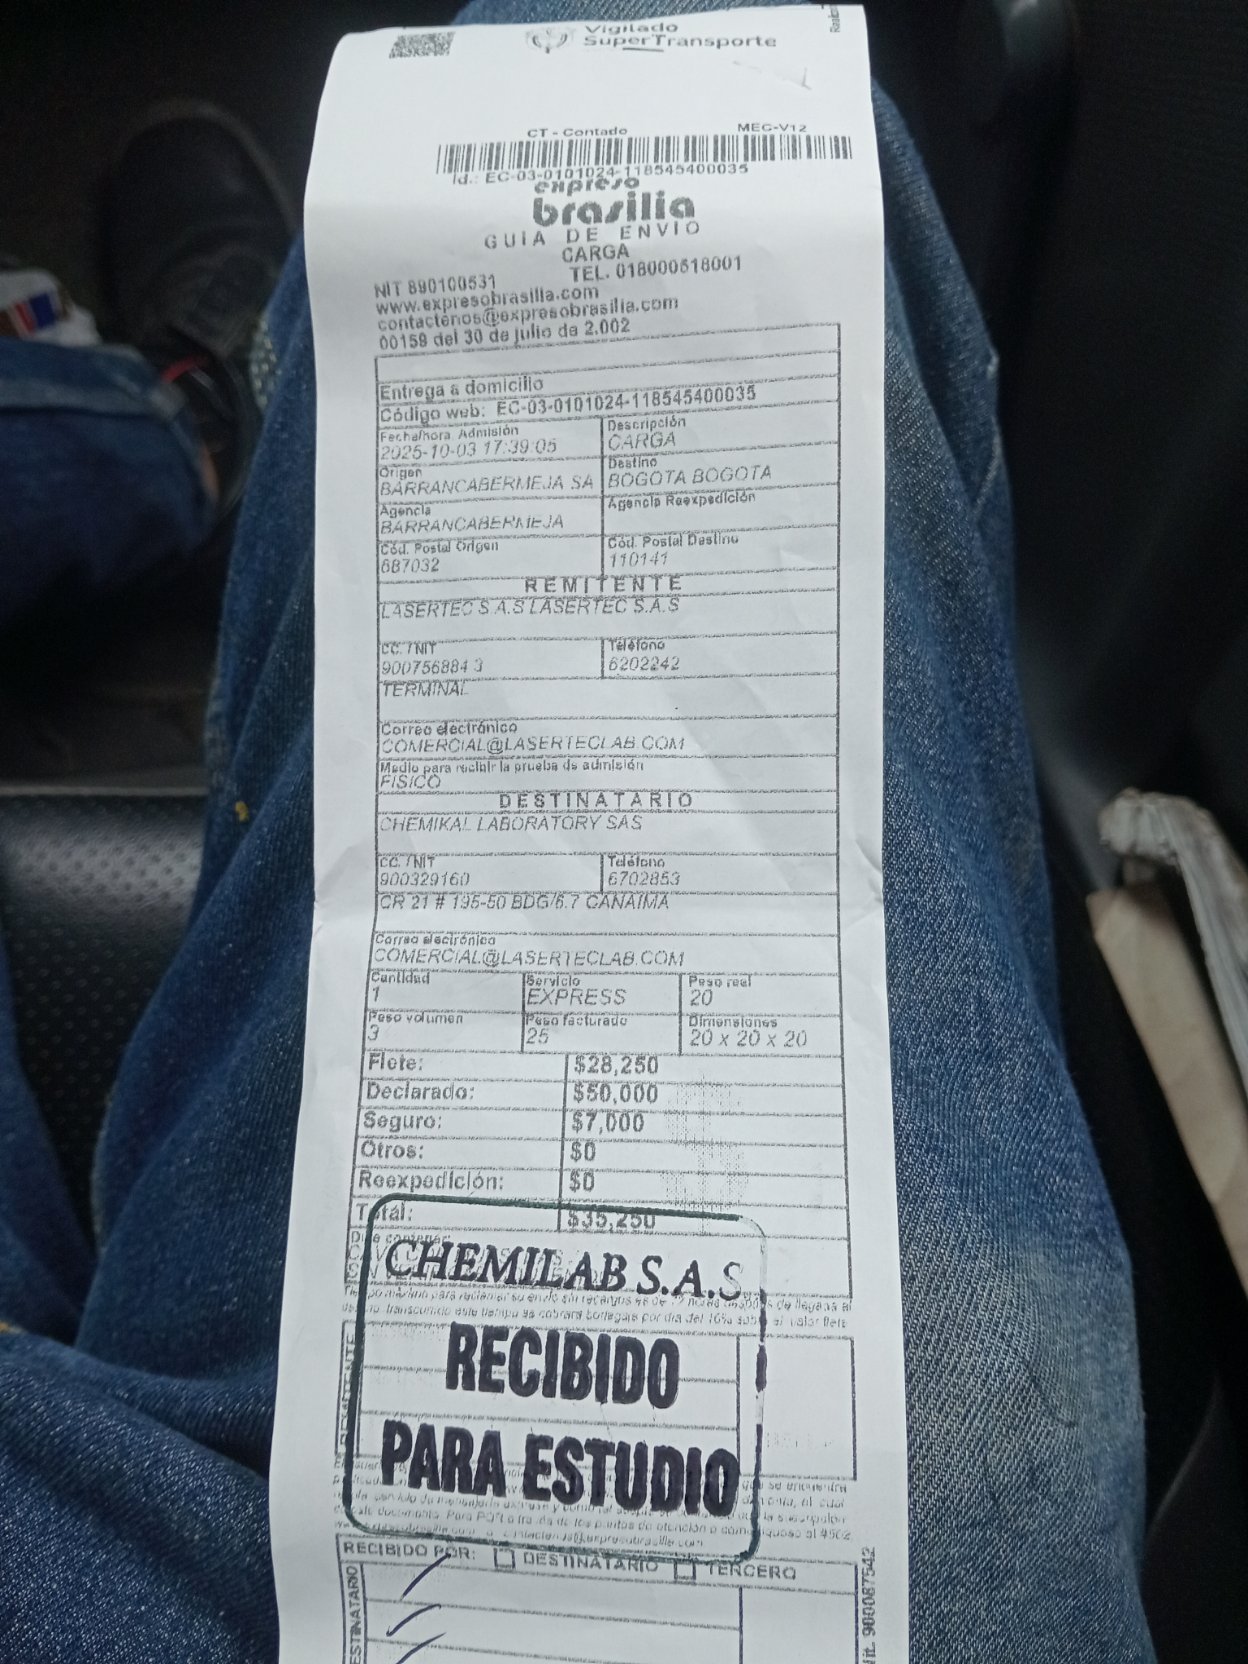 Vigilado
SuperTransporte
CT - Contado MEC-V12
Id.: EC-03-0101024-118545400035
expreso
brasilia
GUIA DE ENVIO
CARGA
NIT 890100531 TEL. 018000518001
www.expresobrasilia.com
contactenos@expresobrasilia.com
00158 del 30 de julio de 2.002
Entrega a domicilio
Código web: EC-03-0101024-118545400035
Fecha/hora Admisión Descripción
2025-10-03 17:39:05 CARGA
Origen Destino
BARRANCABERMEJA SA BOGOTA BOGOTA
Agencia Agencia Reexpedición
BARRANCABERMEJA
Cód. Postal Origen Cód. Postal Destino
687032 110141
REMITENTE
LASERTEC S.A.S LASERTEC S.A.S
CC. / NIT Teléfono
900756884 3 6202242
TERMINAL
Correo electrónico
COMERCIAL@LASERTECLAB.COM
Medio para recibir la prueba de admisión
FISICO
DESTINATARIO
CHEMIKAL LABORATORY SAS
CC. / NIT Teléfono
900329160 6702853
CR 21 # 195-50 BDG/6.7 CANAIMA
Correo electrónico
COMERCIAL@LASERTECLAB.COM
Cantidad Servicio Peso real
1 EXPRESS 20
Peso volumen Peso facturado Dimensiones
3 25 20 x 20 x 20
Flete: $28,250
Declarado: $50,000
Seguro: $7,000
Otros: $0
Reexpedición: $0
Total: $35,250
CHEMILAB S.A.S.
RECIBIDO
PARA ESTUDIO
RECIBIDO POR: DESTINATARIO TERCERO
Nit. 900087542